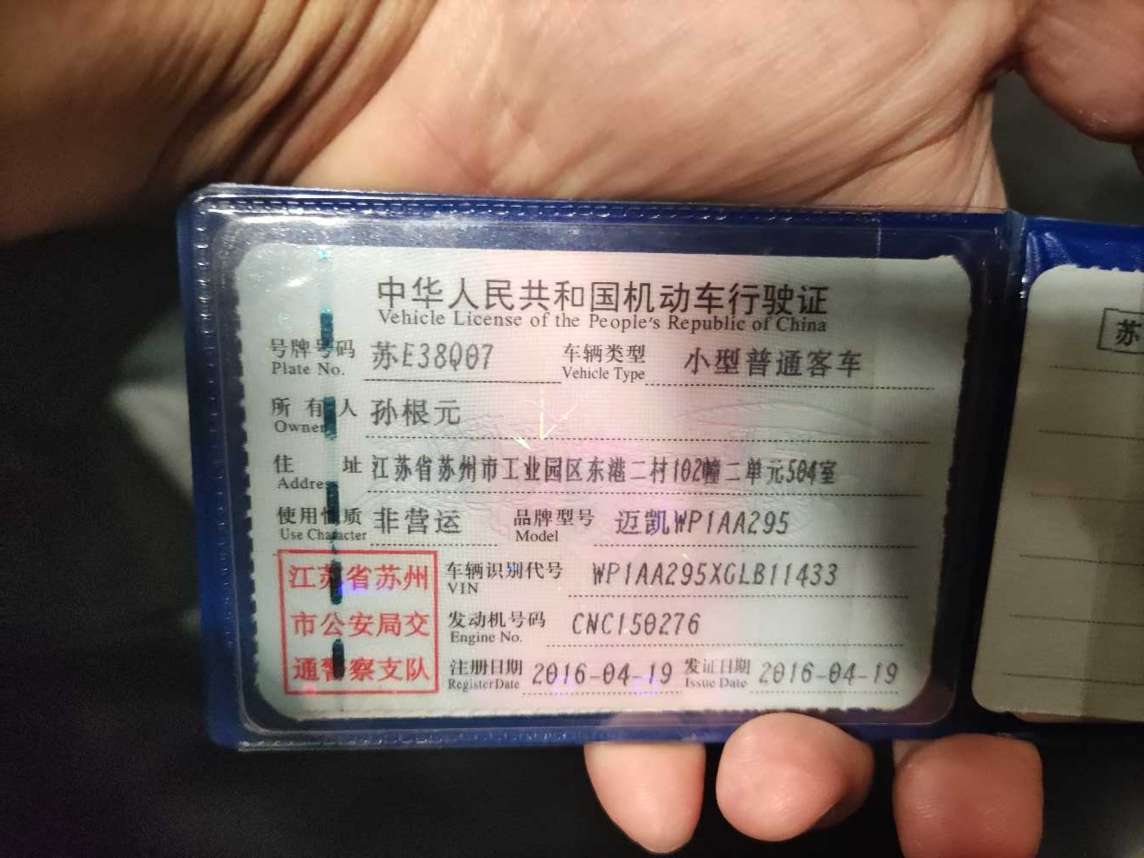 中华人民共和国机动车行驶证
Vehicle License of the People's Republic of China
号牌号码 苏E38Q07 车辆类型 小型普通客车
Plate No. Vehicle Type
所有人 孙根元
Owner
住址 江苏省苏州市工业园区东港二村102幢二单元504室
Address
使用性质 非营运 品牌型号 迈凯WP1AA295
Use Character Model
江苏省苏州
市公安局交
通警察支队
车辆识别代号 WP1AA295XGLB11433
VIN
发动机号码 CNC150276
Engine No.
注册日期 2016-04-19 发证日期 2016-04-19
Register Date Issue Date
苏